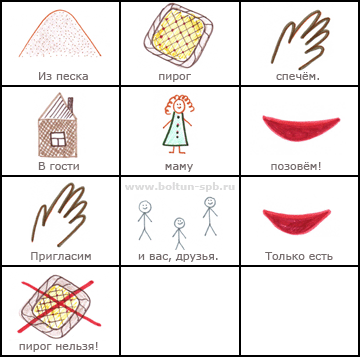 Из песка пирог спечём.
В гости маму позовём!
www.boltun-spb.ru
Пригласим и вас, друзья. Только есть
пирог нельзя!